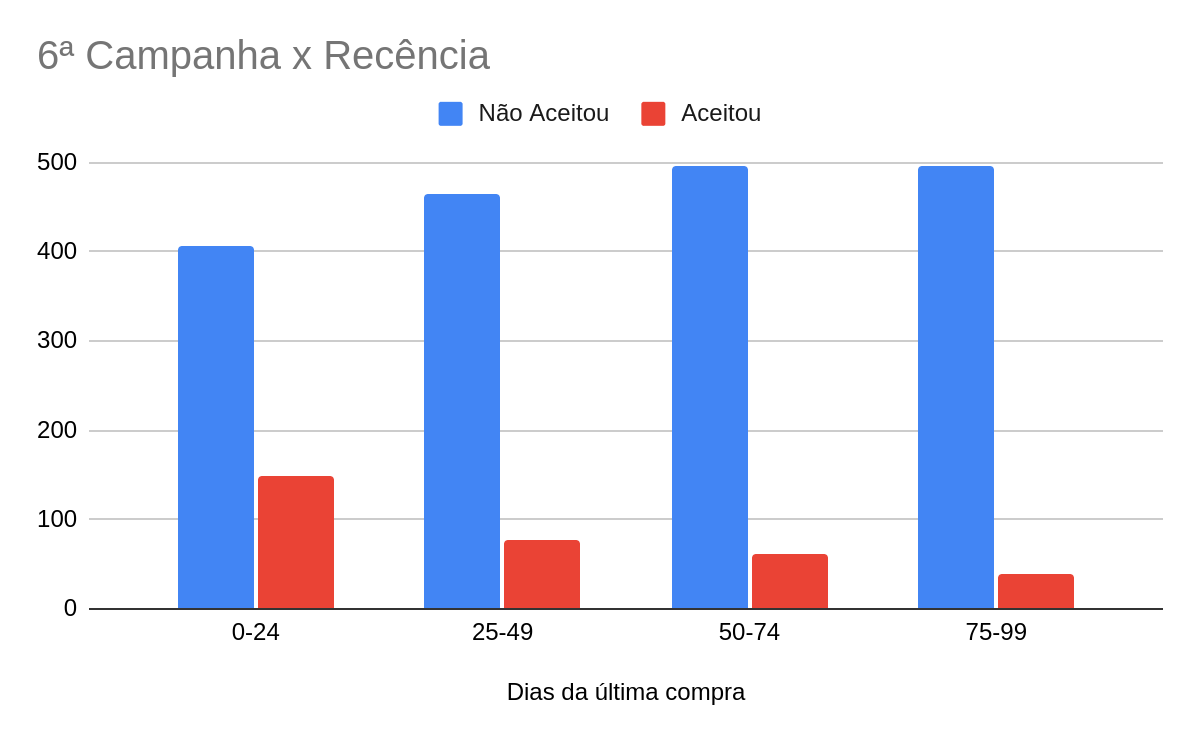 6ª Campanha x Recência
Não Aceitou Aceitou
500
400
300
200
100
0
0-24 25-49 50-74 75-99
Dias da última compra